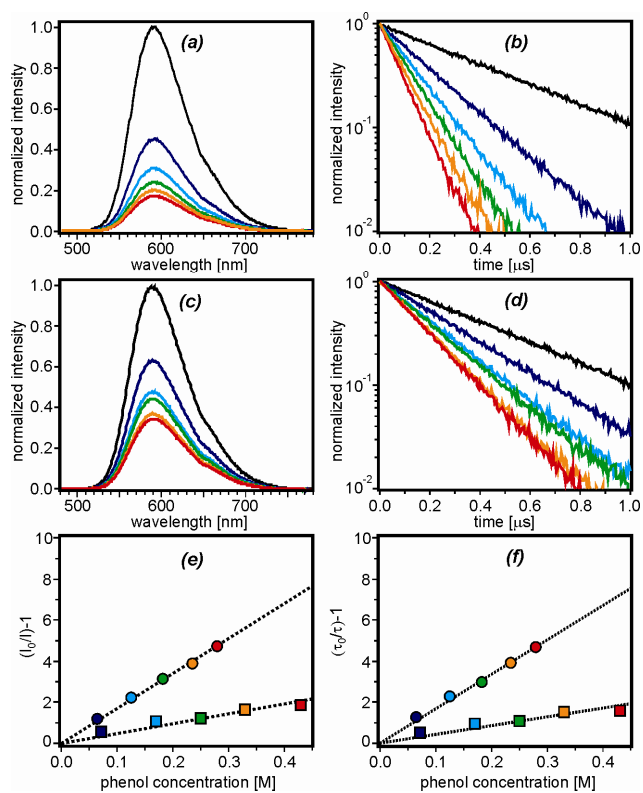 (a)
normalized intensity
1.0
0.8
0.6
0.4
0.2
0.0
500 600 700
wavelength [nm]
(b)
normalized intensity
10^0
10^-1
10^-2
0.0 0.2 0.4 0.6 0.8 1.0
time [μs]
(c)
normalized intensity
1.0
0.8
0.6
0.4
0.2
0.0
500 600 700
wavelength [nm]
(d)
normalized intensity
10^0
10^-1
10^-2
0.0 0.2 0.4 0.6 0.8 1.0
time [μs]
(e)
(I₀/I)-1
10
8
6
4
2
0
0.0 0.1 0.2 0.3 0.4
phenol concentration [M]
(f)
(τ₀/τ)-1
10
8
6
4
2
0
0.0 0.1 0.2 0.3 0.4
phenol concentration [M]